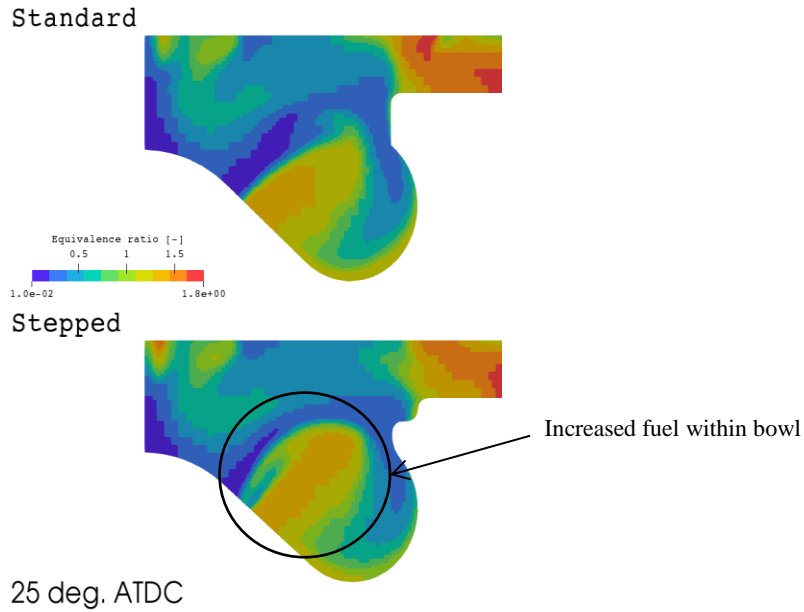 Standard
Equivalence ratio [-]
0.5 1 1.5
1.0e-02 1.8e+00
Stepped
Increased fuel within bowl
25 deg. ATDC